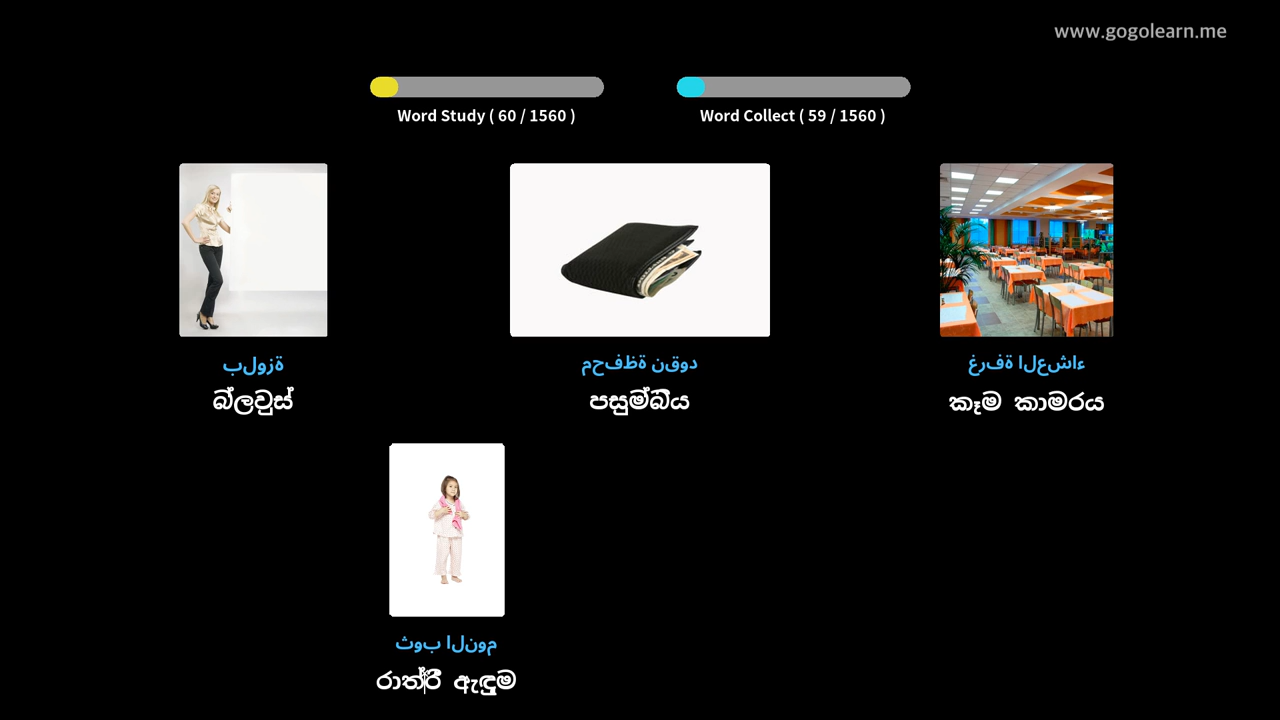 www.gogolearn.me
Word Study ( 60 / 1560 )
Word Collect ( 59 / 1560 )
بلوزة
බ්ලවුස්
محفظة نقود
පසුම්බිය
غرفة العشاء
කෑම කාමරය
ثوب النوم
රාත්‍රී ඇඳුම